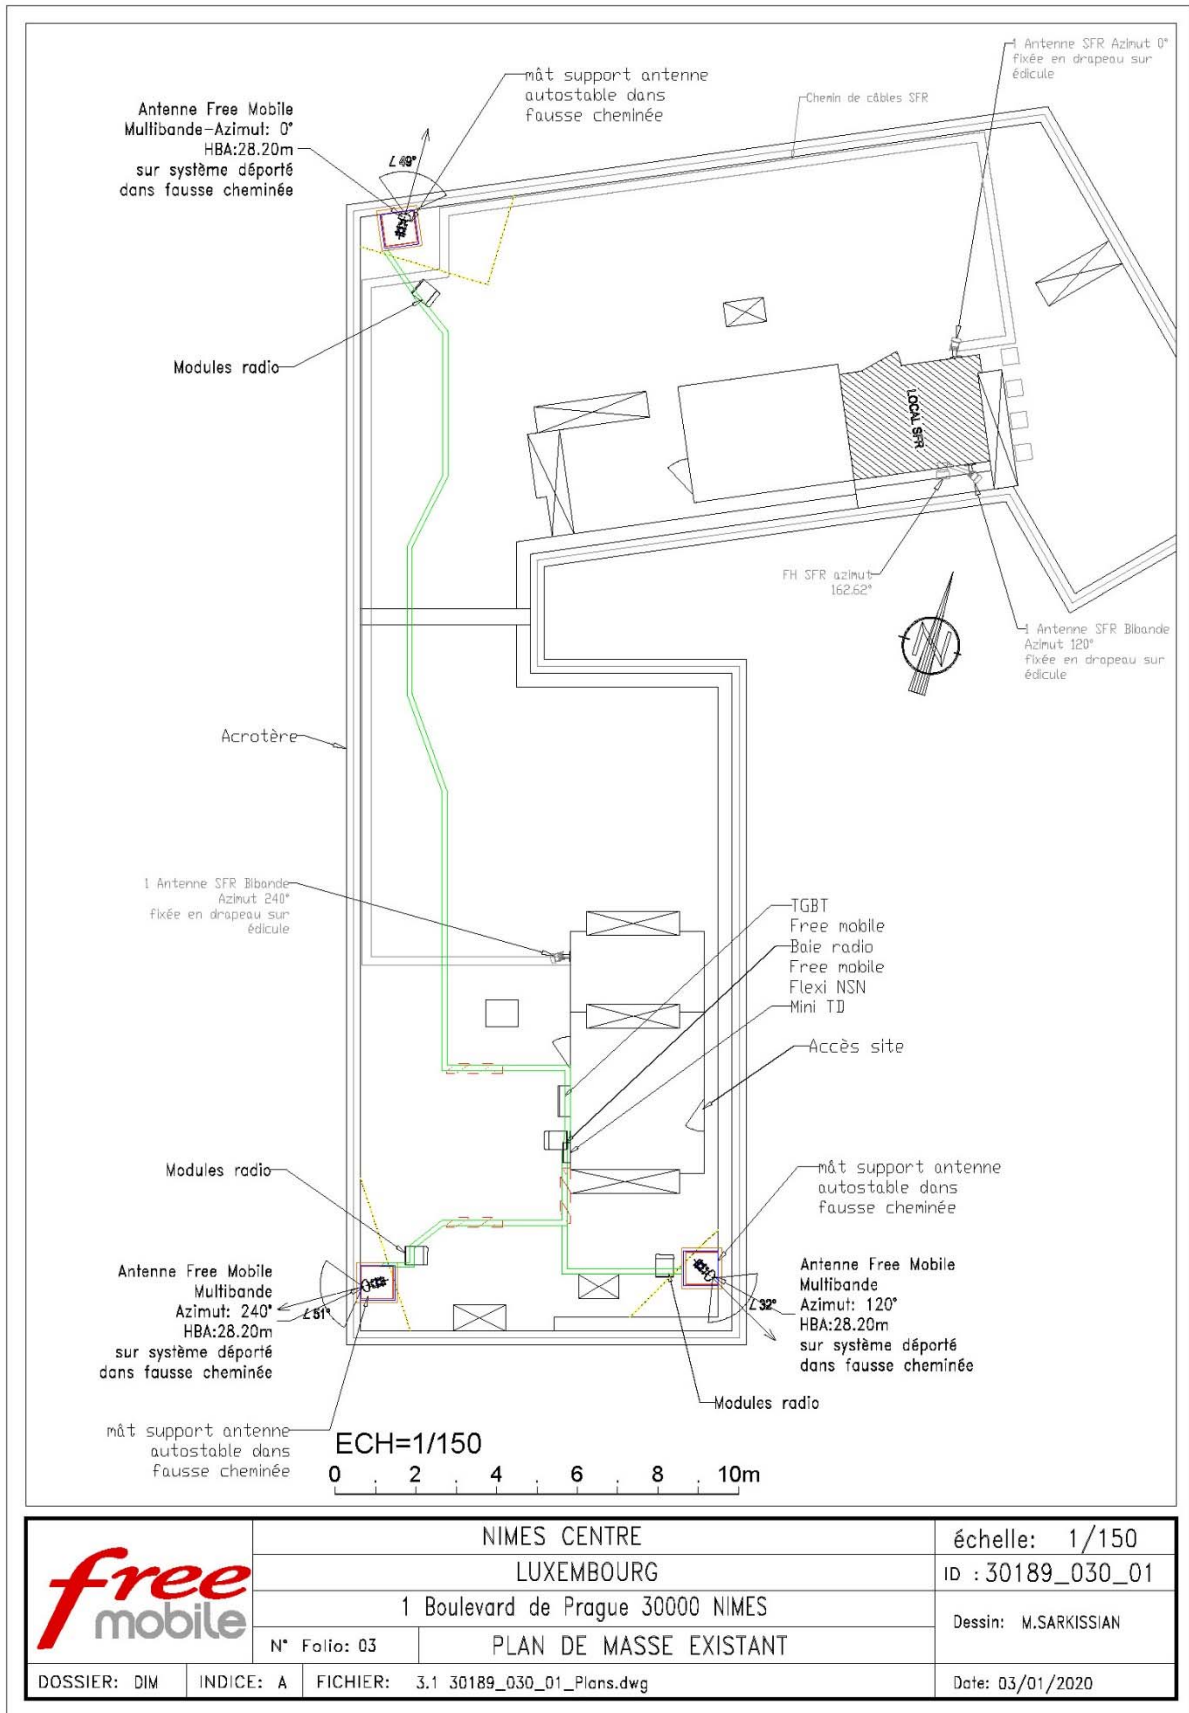 1 Antenne SFR Azimut 0°
fixée en drapeau sur
édicule
mât support antenne
autostable dans
fausse cheminée
Chemin de câbles SFR
Antenne Free Mobile
Multibande-Azimut: 0°
HBA:28.20m
sur système déporté
dans fausse cheminée
∠ 49°
Modules radio
LOCAL SFR
FH SFR azimut
162.62°
N
1 Antenne SFR Bibande
Azimut 120°
fixée en drapeau sur
édicule
Acrotère
1 Antenne SFR Bibande
Azimut 240°
fixée en drapeau sur
édicule
TGBT
Free mobile
Baie radio
Free mobile
Flexi NSN
Mini TD
Accès site
Modules radio
mât support antenne
autostable dans
fausse cheminée
Antenne Free Mobile
Multibande
Azimut: 240°
HBA:28.20m
sur système déporté
dans fausse cheminée
∠ 51°
∠ 32°
Antenne Free Mobile
Multibande
Azimut: 120°
HBA:28.20m
sur système déporté
dans fausse cheminée
Modules radio
mât support antenne
autostable dans
fausse cheminée
ECH=1/150
0 . 2 . 4 . 6 . 8 . 10m
free
mobile
NIMES CENTRE
LUXEMBOURG
1 Boulevard de Prague 30000 NIMES
N° Folio: 03
PLAN DE MASSE EXISTANT
échelle: 1/150
ID : 30189_030_01
Dessin: M.SARKISSIAN
DOSSIER: DIM
INDICE: A
FICHIER: 3.1 30189_030_01_Plans.dwg
Date: 03/01/2020